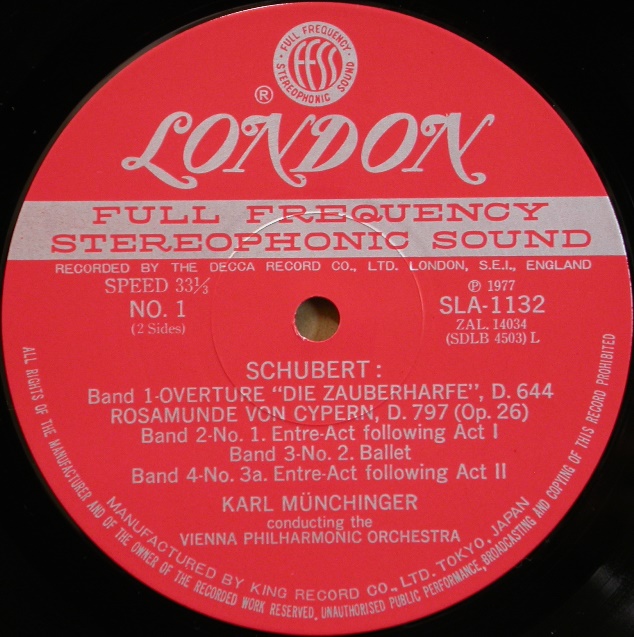 FULL FREQUENCY
FFSS
STEREOPHONIC SOUND
®
LONDON
FULL FREQUENCY
STEREOPHONIC SOUND
RECORDED BY THE DECCA RECORD CO., LTD. LONDON, S.E.I., ENGLAND
SPEED 33⅓
NO. 1
(2 Sides)
℗ 1977
SLA-1132
ZAL. 14034
(SDLB 4503) L
SCHUBERT:
Band 1-OVERTURE "DIE ZAUBERHARFE", D. 644
ROSAMUNDE VON CYPERN, D. 797 (Op. 26)
Band 2-No. 1. Entre-Act following Act I
Band 3-No. 2. Ballet
Band 4-No. 3a. Entre-Act following Act II
KARL MÜNCHINGER
conducting the
VIENNA PHILHARMONIC ORCHESTRA
MANUFACTURED BY KING RECORD CO., LTD. TOKYO, JAPAN
ALL RIGHTS OF THE MANUFACTURER AND OF THE OWNER OF THE RECORDED WORK RESERVED, UNAUTHORISED PUBLIC PERFORMANCE, BROADCASTING AND COPYING OF THIS RECORD PROHIBITED